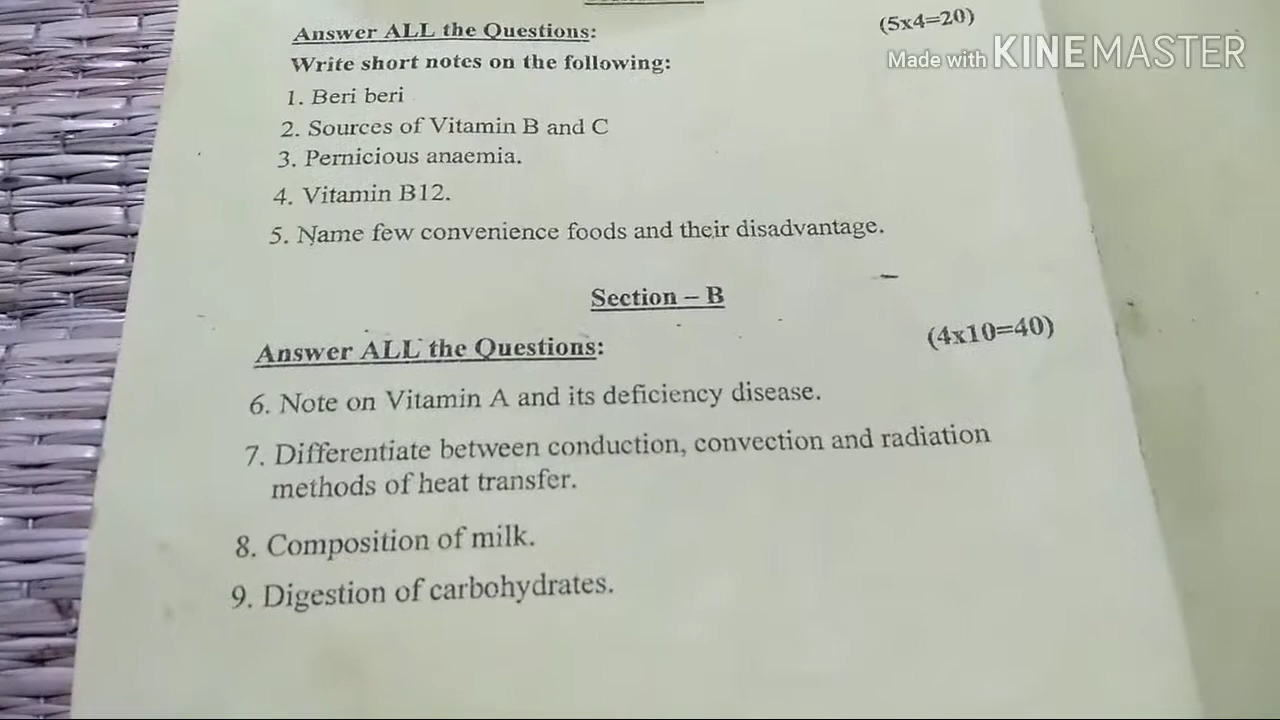 Answer ALL the Questions:
(5x4=20)
Made with KINEMASTER
Write short notes on the following:
1. Beri beri
2. Sources of Vitamin B and C
3. Pernicious anaemia.
4. Vitamin B12.
5. Name few convenience foods and their disadvantage.
Section – B
(4x10=40)
Answer ALL the Questions:
6. Note on Vitamin A and its deficiency disease.
7. Differentiate between conduction, convection and radiation
methods of heat transfer.
8. Composition of milk.
9. Digestion of carbohydrates.